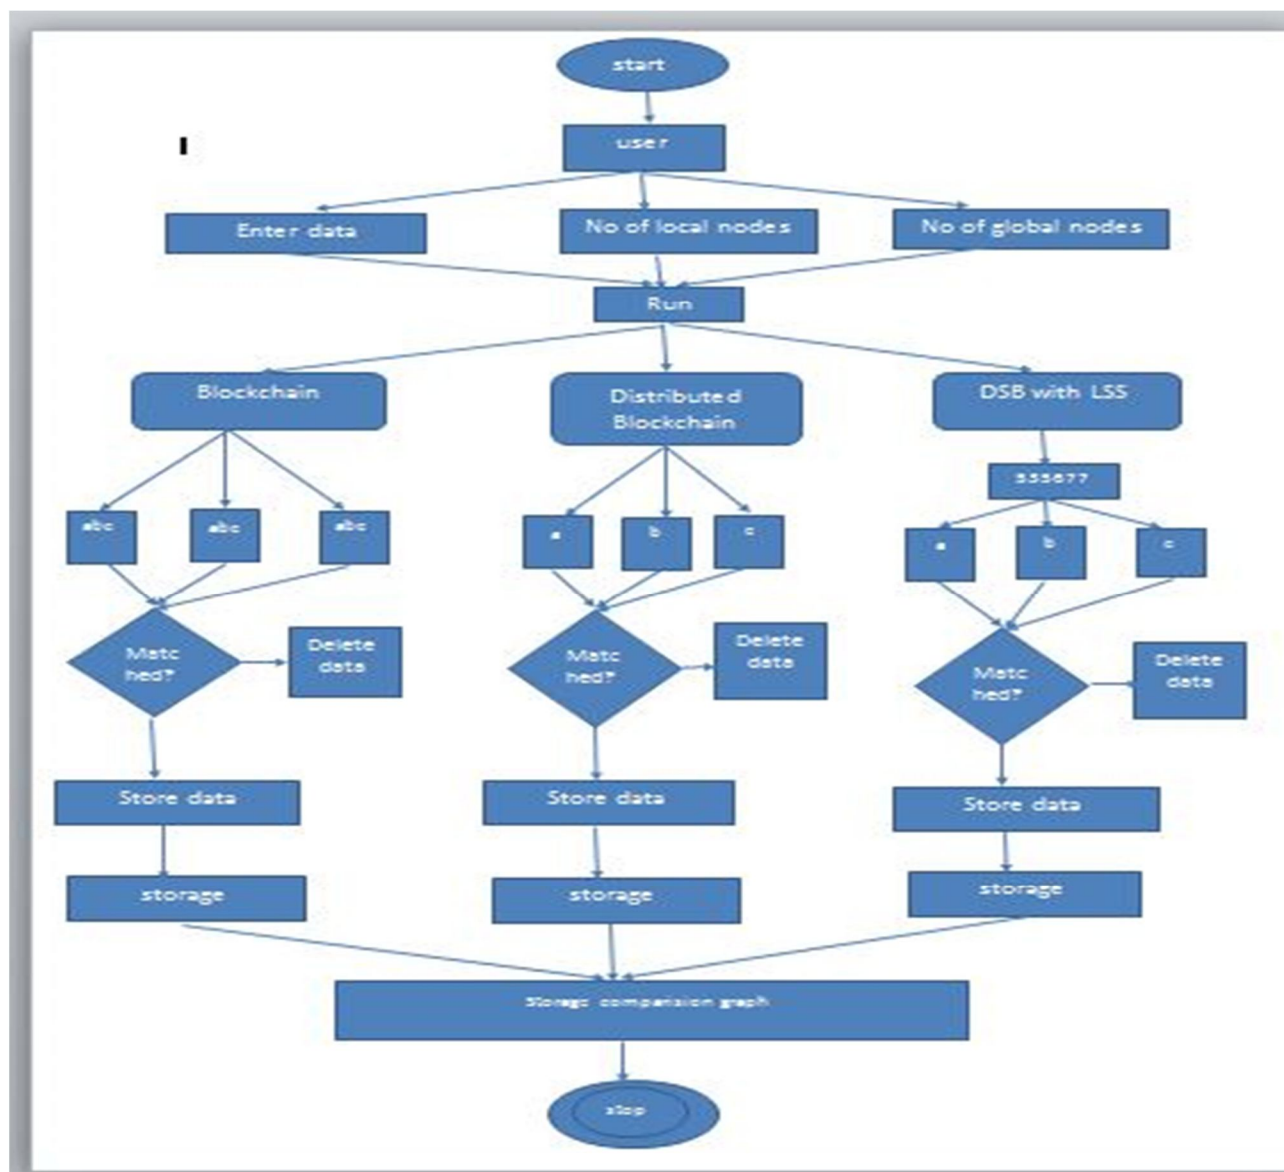 start
user
Enter data
No of local nodes
No of global nodes
Run
Blockchain
Distributed
Blockchain
DSB with LSS
abc
abc
abc
a
b
c
a
b
c
Matc
hed?
Delete
data
Matc
hed?
Delete
data
Matc
hed?
Delete
data
Store data
Store data
Store data
storage
storage
storage
Storage comparision graph
stop